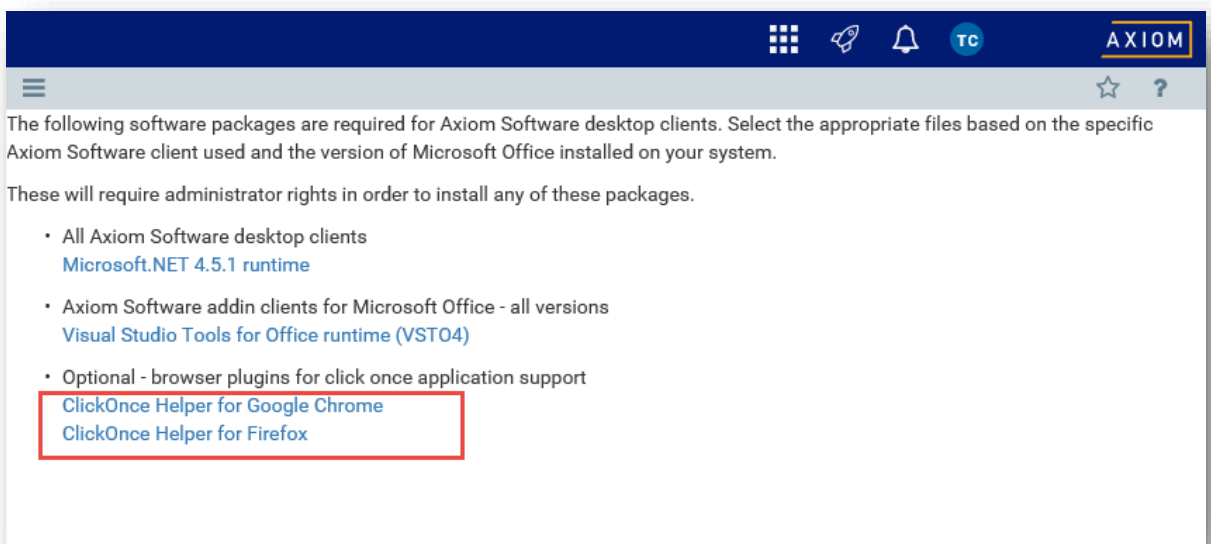 TC
AXIOM
?
The following software packages are required for Axiom Software desktop clients. Select the appropriate files based on the specific
Axiom Software client used and the version of Microsoft Office installed on your system.
These will require administrator rights in order to install any of these packages.
• All Axiom Software desktop clients
Microsoft.NET 4.5.1 runtime
• Axiom Software addin clients for Microsoft Office - all versions
Visual Studio Tools for Office runtime (VSTO4)
• Optional - browser plugins for click once application support
ClickOnce Helper for Google Chrome
ClickOnce Helper for Firefox